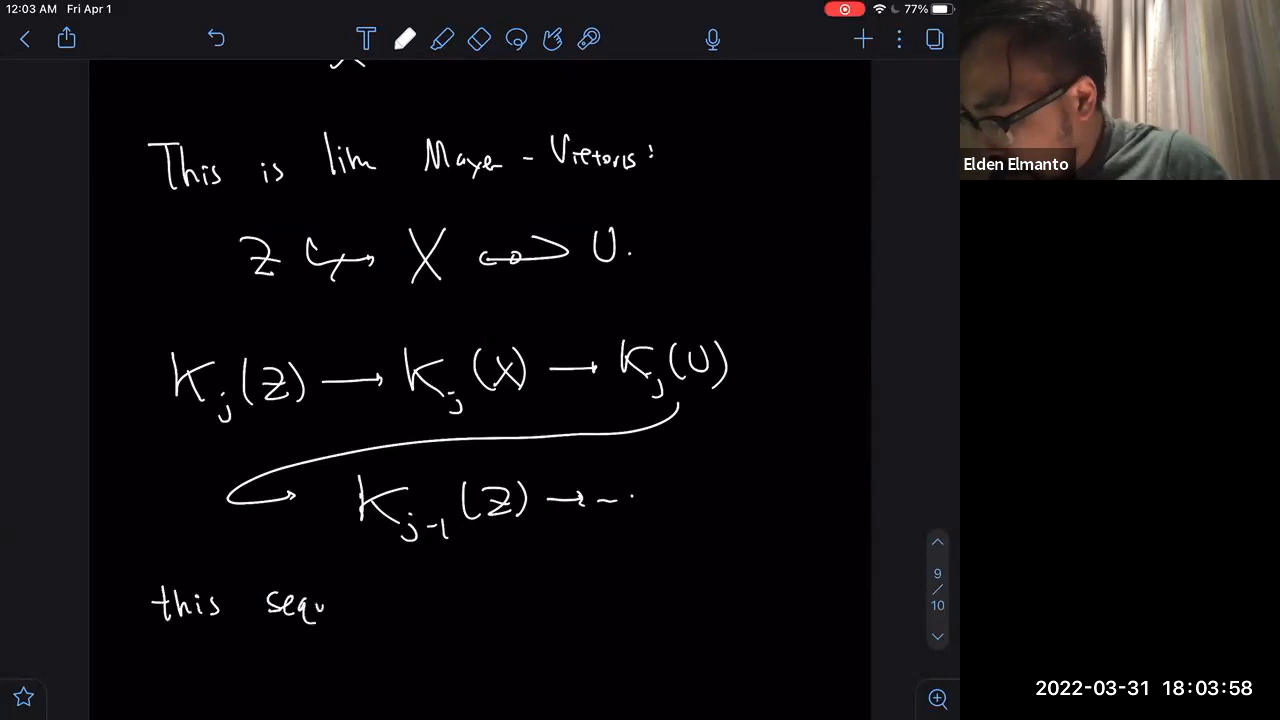 12:03 AM Fri Apr 1
77%
This is like Mayer-Vietoris:
Z ↪ X ↩ U.
K_j(Z) → K_j(X) → K_j(U)
K_{j-1}(Z) → ...
this sequ
9
/
10
Elden Elmanto
2022-03-31 18:03:58